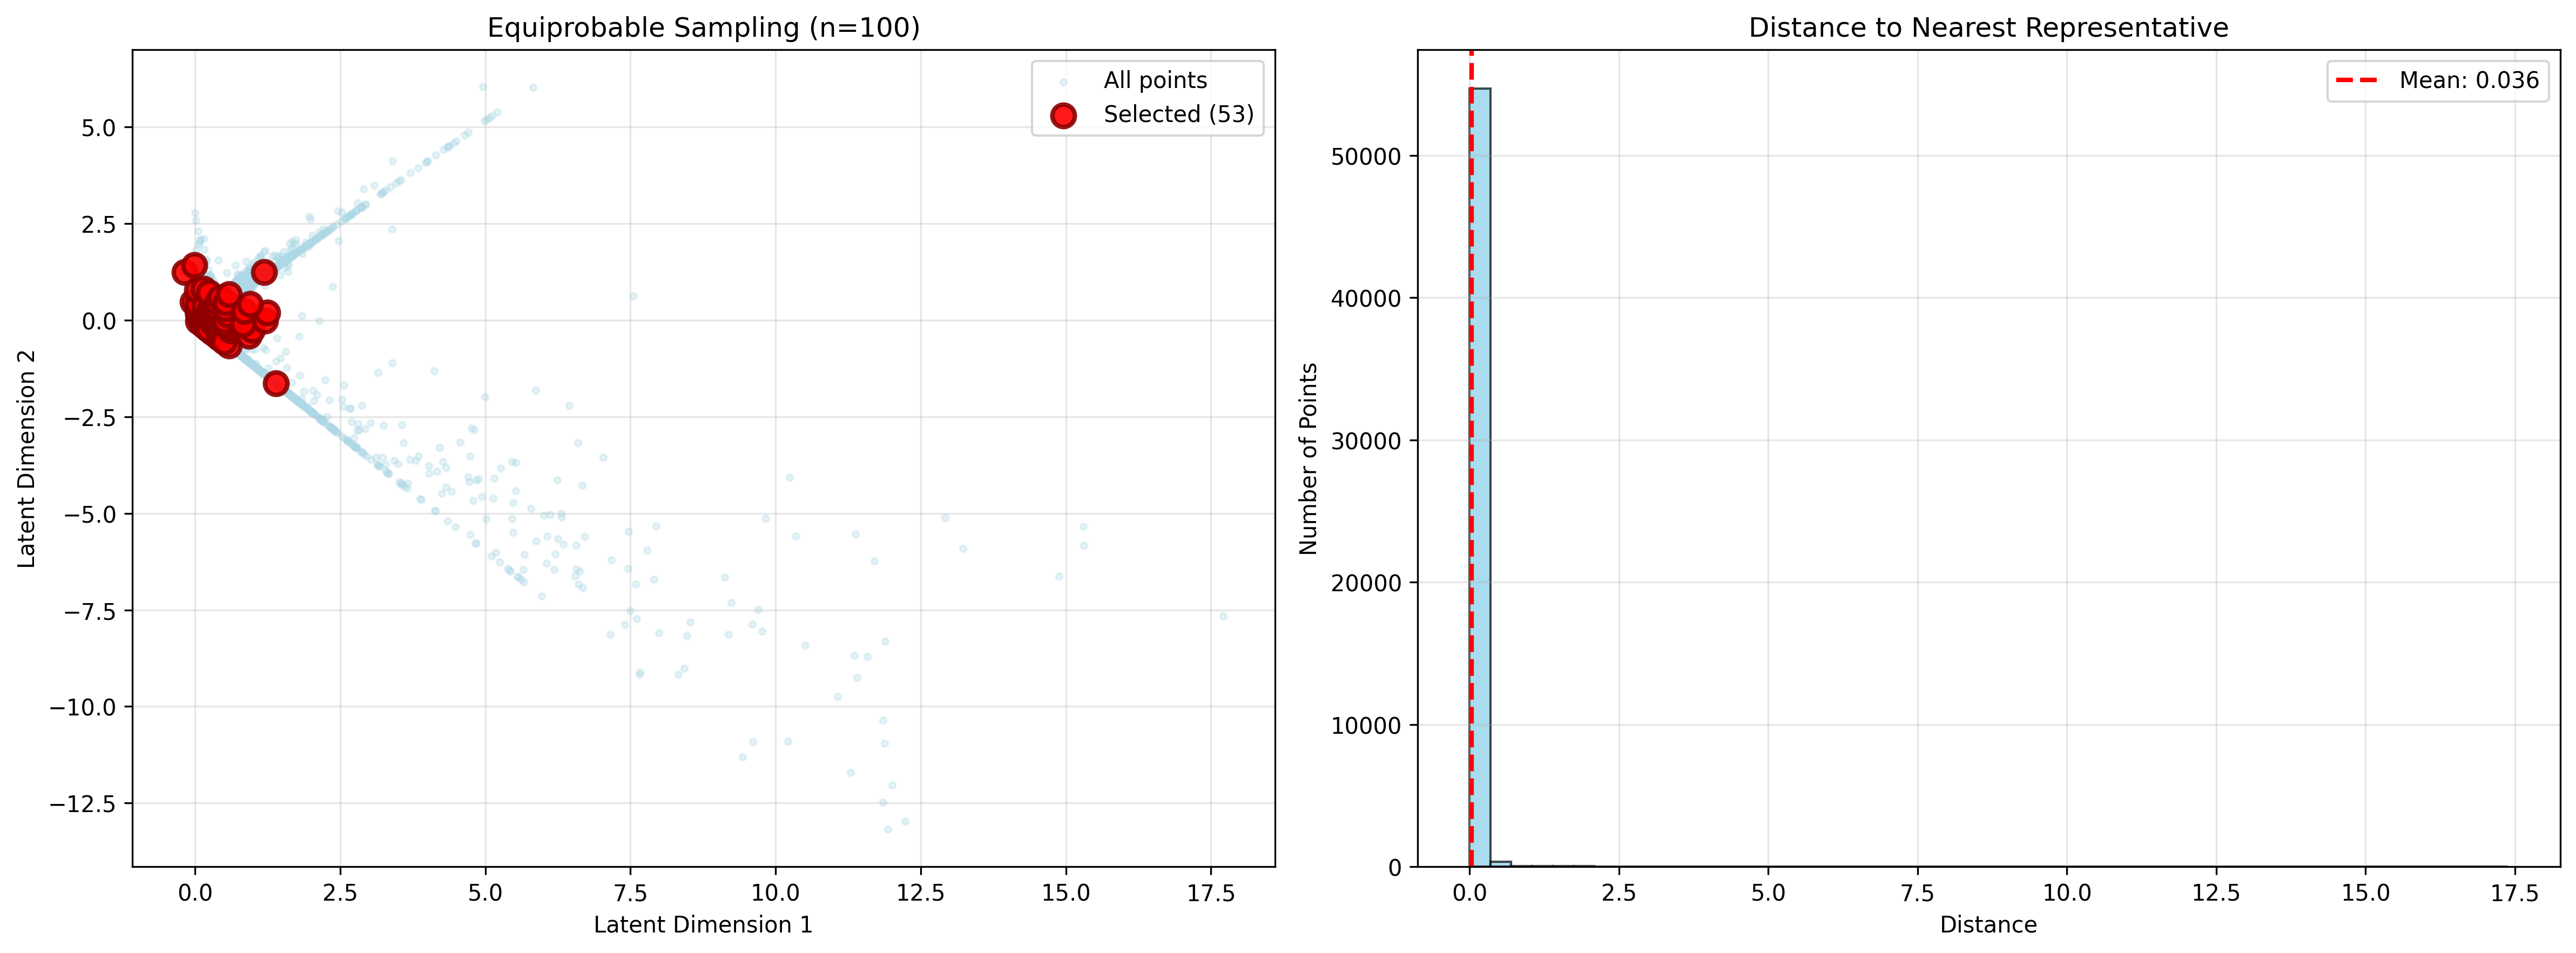 Equiprobable Sampling (n=100)
All points
Selected (53)
5.0
2.5
0.0
−2.5
−5.0
−7.5
−10.0
−12.5
Latent Dimension 2
0.0 2.5 5.0 7.5 10.0 12.5 15.0 17.5
Latent Dimension 1
Distance to Nearest Representative
Mean: 0.036
50000
40000
30000
20000
10000
0
Number of Points
0.0 2.5 5.0 7.5 10.0 12.5 15.0 17.5
Distance